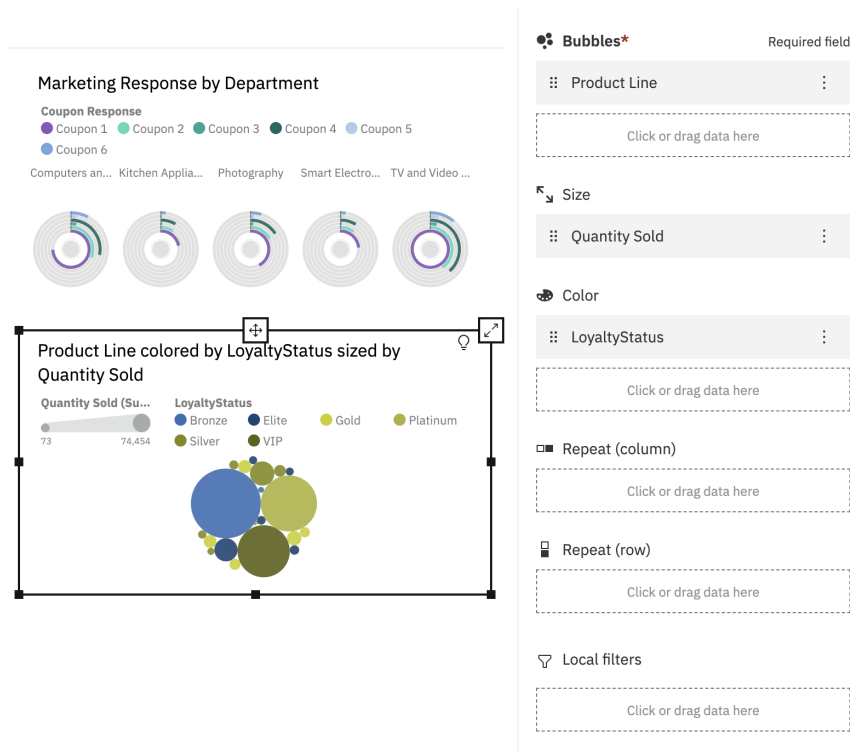 Marketing Response by Department
Coupon Response
Coupon 1 Coupon 2 Coupon 3 Coupon 4 Coupon 5
Coupon 6
Computers an... Kitchen Applia... Photography Smart Electro... TV and Video ...
Product Line colored by LoyaltyStatus sized by
Quantity Sold
Quantity Sold (Su... LoyaltyStatus
Bronze Elite Gold Platinum
73 74,454 Silver VIP
Bubbles* Required field
Product Line
Click or drag data here
Size
Quantity Sold
Color
LoyaltyStatus
Click or drag data here
Repeat (column)
Click or drag data here
Repeat (row)
Click or drag data here
Local filters
Click or drag data here